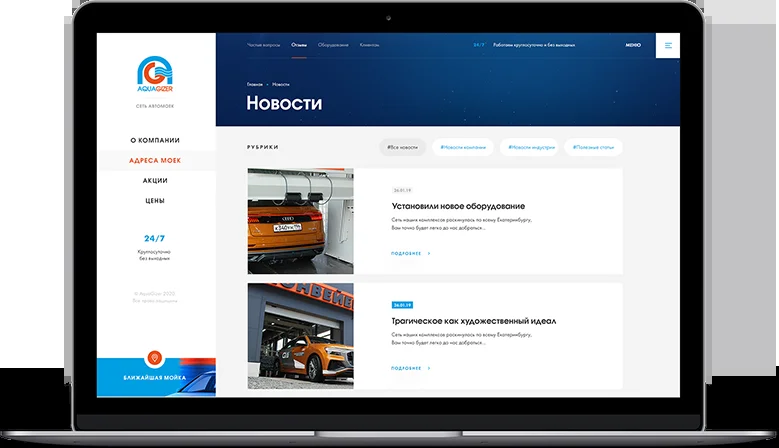 AQUAGIZER
СЕТЬ АВТОМОЕК
О КОМПАНИИ
АДРЕСА МОЕК
АКЦИИ
ЦЕНЫ
24/7
Круглосуточно
без выходных
© AquaGizer 2020.
Все права защищены.
БЛИЖАЙШАЯ МОЙКА
Частые вопросы Отзывы Оборудование Клиентам
24/7 Работаем круглосуточно и без выходных
МЕНЮ
Главная Новости
Новости
РУБРИКИ
#Все новости #Новости компании #Новости индустрии #Полезные статьи
26.01.19
Установили новое оборудование
Сеть наших комплексов раскинулась по всему Екатеринбургу,
Вам точно будет легко до нас добраться...
ПОДРОБНЕЕ
26.01.19
Трагическое как художественный идеал
Сеть наших комплексов раскинулась по всему Екатеринбургу,
Вам точно будет легко до нас добраться...
ПОДРОБНЕЕ